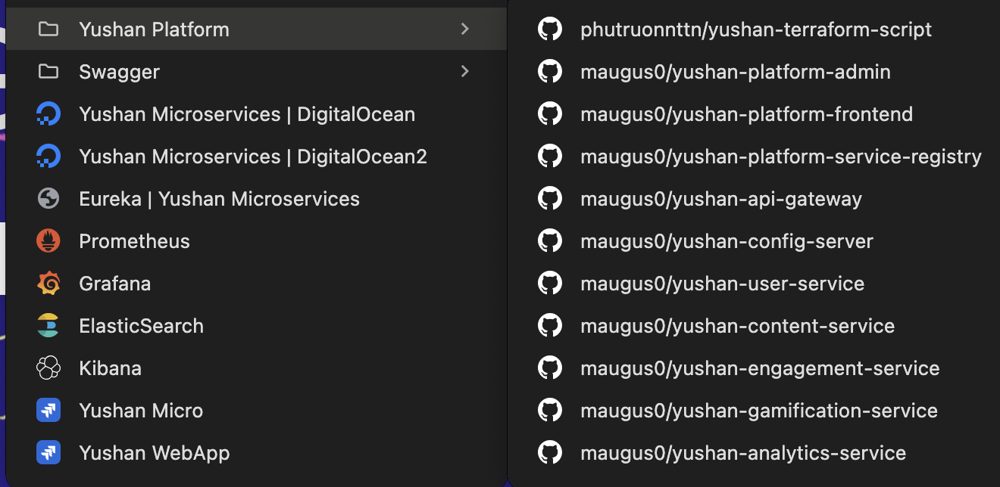 Yushan Platform
Swagger
Yushan Microservices | DigitalOcean
Yushan Microservices | DigitalOcean2
Eureka | Yushan Microservices
Prometheus
Grafana
ElasticSearch
Kibana
Yushan Micro
Yushan WebApp
phutruonnttn/yushan-terraform-script
maugus0/yushan-platform-admin
maugus0/yushan-platform-frontend
maugus0/yushan-platform-service-registry
maugus0/yushan-api-gateway
maugus0/yushan-config-server
maugus0/yushan-user-service
maugus0/yushan-content-service
maugus0/yushan-engagement-service
maugus0/yushan-gamification-service
maugus0/yushan-analytics-service